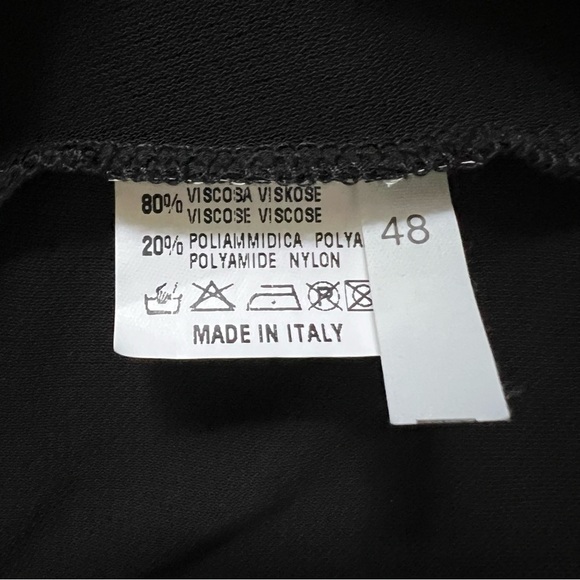 80% VISCOSA VISKOSE
VISCOSE VISCOSE
20% POLIAMMIDICA POLYA
POLYAMIDE NYLON
P
MADE IN ITALY
48